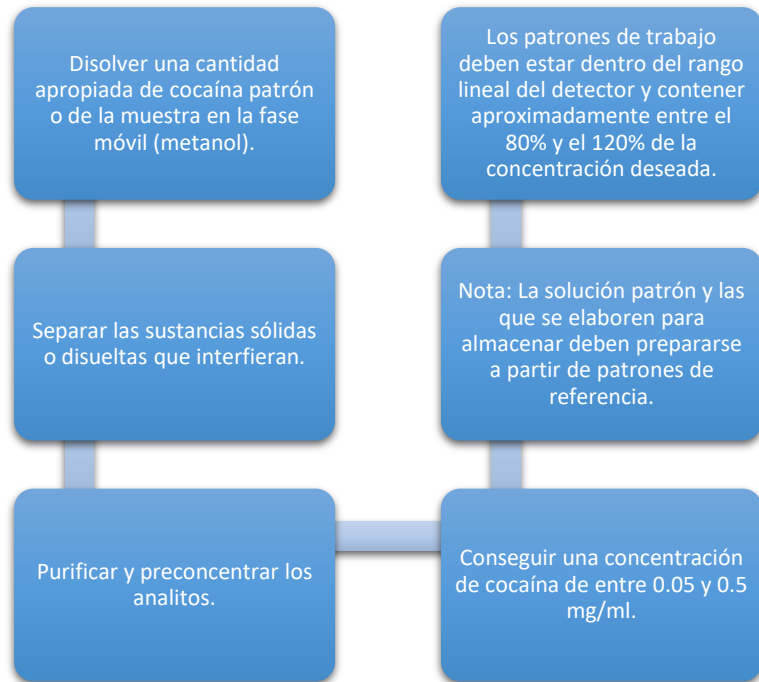 Disolver una cantidad
apropiada de cocaína patrón
o de la muestra en la fase
móvil (metanol).
Separar las sustancias sólidas
o disueltas que interfieran.
Purificar y preconcentrar los
analitos.
Conseguir una concentración
de cocaína de entre 0.05 y 0.5
mg/ml.
Nota: La solución patrón y las
que se elaboren para
almacenar deben prepararse
a partir de patrones de
referencia.
Los patrones de trabajo
deben estar dentro del rango
lineal del detector y contener
aproximadamente entre el
80% y el 120% de la
concentración deseada.